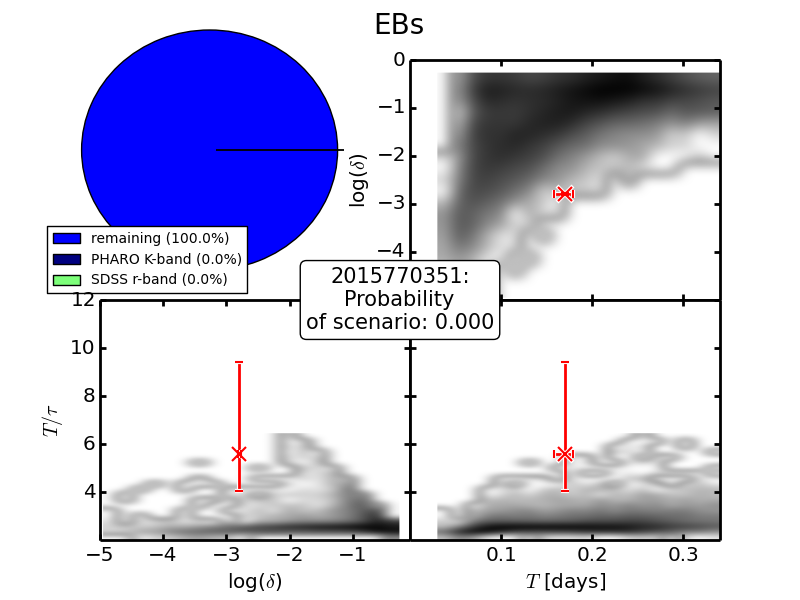 EBs
remaining (100.0%)
PHARO K-band (0.0%)
SDSS r-band (0.0%)
log(δ)
0
−1
−2
−3
−4
2015770351:
Probability
of scenario: 0.000
T/τ
12
10
8
6
4
−5 −4 −3 −2 −1
log(δ)
0.1 0.2 0.3
T [days]